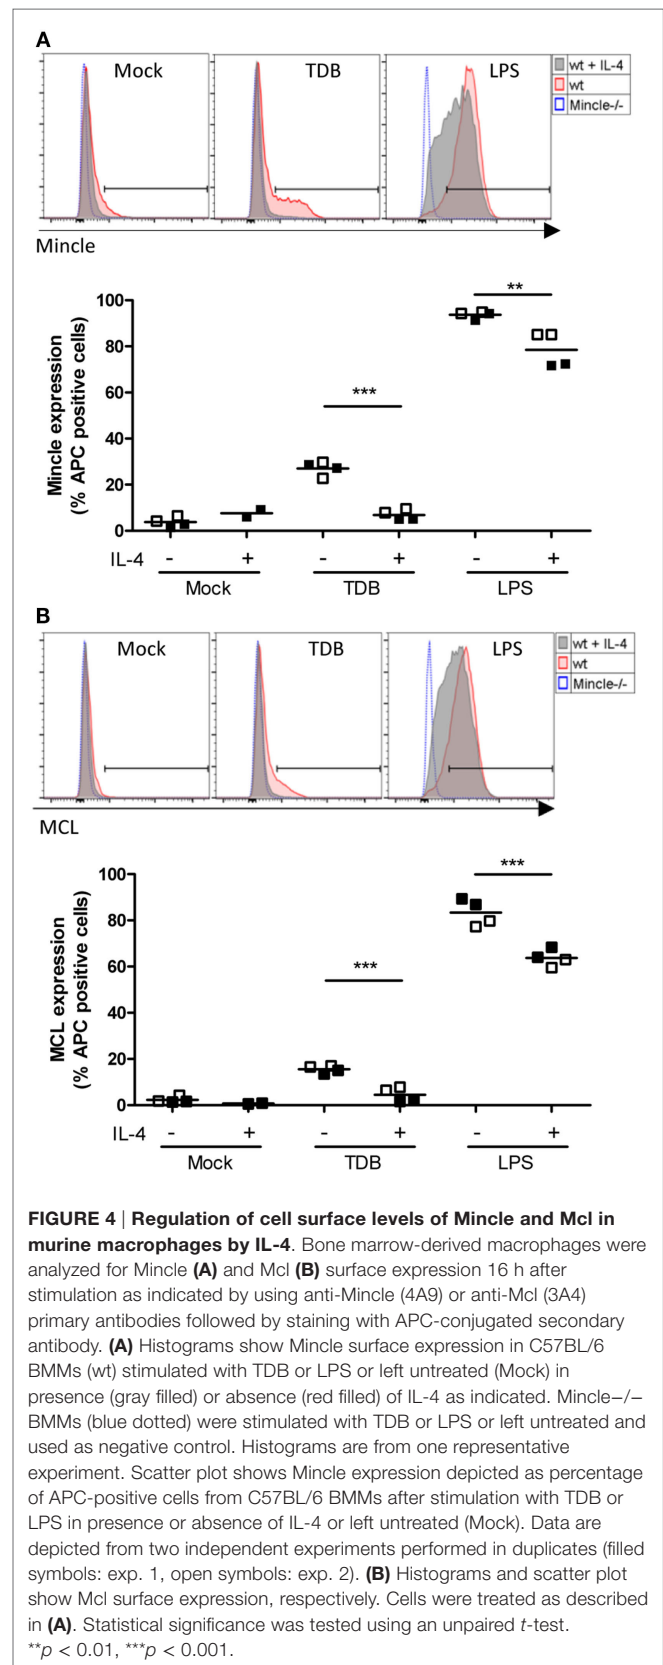 A
Mock
TDB
LPS
wt + IL-4
wt
Mincle-/-
Mincle
Mincle expression
(% APC positive cells)
100
80
60
40
20
0
***
**
IL-4 - + - + - +
Mock TDB LPS
B
Mock
TDB
LPS
wt + IL-4
wt
Mincle-/-
MCL
MCL expression
(% APC positive cells)
100
80
60
40
20
0
***
***
IL-4 - + - + - +
Mock TDB LPS
FIGURE 4 | Regulation of cell surface levels of Mincle and Mcl in
murine macrophages by IL-4. Bone marrow-derived macrophages were
analyzed for Mincle (A) and Mcl (B) surface expression 16 h after
stimulation as indicated by using anti-Mincle (4A9) or anti-Mcl (3A4)
primary antibodies followed by staining with APC-conjugated secondary
antibody. (A) Histograms show Mincle surface expression in C57BL/6
BMMs (wt) stimulated with TDB or LPS or left untreated (Mock) in
presence (gray filled) or absence (red filled) of IL-4 as indicated. Mincle−/−
BMMs (blue dotted) were stimulated with TDB or LPS or left untreated and
used as negative control. Histograms are from one representative
experiment. Scatter plot shows Mincle expression depicted as percentage
of APC-positive cells from C57BL/6 BMMs after stimulation with TDB or
LPS in presence or absence of IL-4 or left untreated (Mock). Data are
depicted from two independent experiments performed in duplicates (filled
symbols: exp. 1, open symbols: exp. 2). (B) Histograms and scatter plot
show Mcl surface expression, respectively. Cells were treated as described
in (A). Statistical significance was tested using an unpaired t-test.
**p < 0.01, ***p < 0.001.